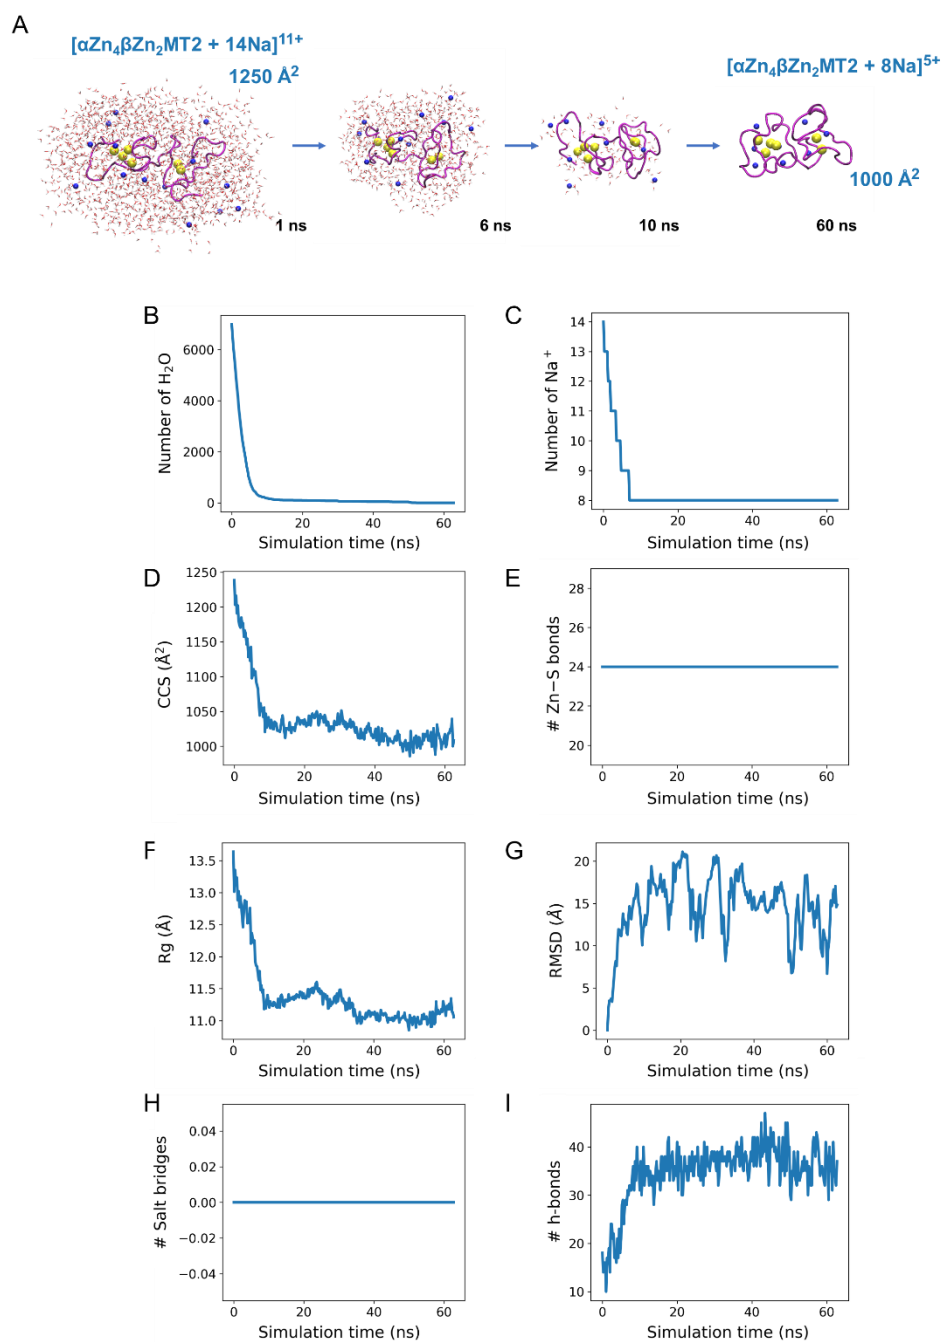 A
[αZn₄βZn₂MT2 + 14Na]¹¹⁺
1250 Å²
[αZn₄βZn₂MT2 + 8Na]⁵⁺
1000 Å²
1 ns
6 ns
10 ns
60 ns
B
Number of H₂O
6000
4000
2000
0
0 20 40 60
Simulation time (ns)
C
Number of Na⁺
14
13
12
11
10
9
8
0 20 40 60
Simulation time (ns)
D
CCS (Å²)
1250
1200
1150
1100
1050
1000
0 20 40 60
Simulation time (ns)
E
# Zn−S bonds
28
26
24
22
20
0 20 40 60
Simulation time (ns)
F
Rg (Å)
13.5
13.0
12.5
12.0
11.5
11.0
0 20 40 60
Simulation time (ns)
G
RMSD (Å)
20
15
10
5
0
0 20 40 60
Simulation time (ns)
H
# Salt bridges
0.04
0.02
0.00
−0.02
−0.04
0 20 40 60
Simulation time (ns)
I
# h-bonds
40
30
20
10
0 20 40 60
Simulation time (ns)